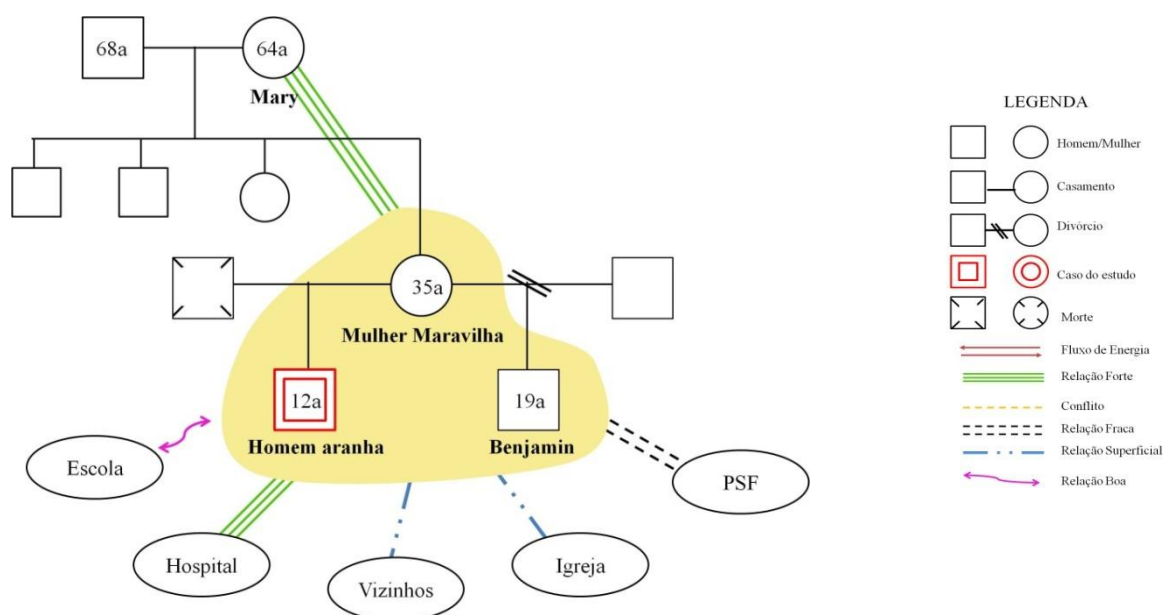 68a
64a
Mary
35a
Mulher Maravilha
12a
Homem aranha
19a
Benjamin
Escola
Hospital
Vizinhos
Igreja
PSF
LEGENDA
Homem/Mulher
Casamento
Divórcio
Caso do estudo
Morte
Fluxo de Energia
Relação Forte
Conflito
Relação Fraca
Relação Superficial
Relação Boa